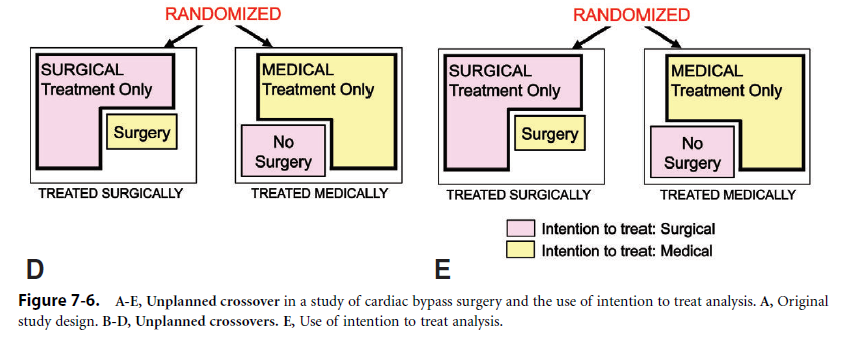 RANDOMIZED
SURGICAL
Treatment Only
Surgery
TREATED SURGICALLY
MEDICAL
Treatment Only
No
Surgery
TREATED MEDICALLY
D
RANDOMIZED
SURGICAL
Treatment Only
Surgery
TREATED SURGICALLY
MEDICAL
Treatment Only
No
Surgery
TREATED MEDICALLY
Intention to treat: Surgical
Intention to treat: Medical
E
Figure 7-6. A-E, Unplanned crossover in a study of cardiac bypass surgery and the use of intention to treat analysis. A, Original
study design. B-D, Unplanned crossovers. E, Use of intention to treat analysis.